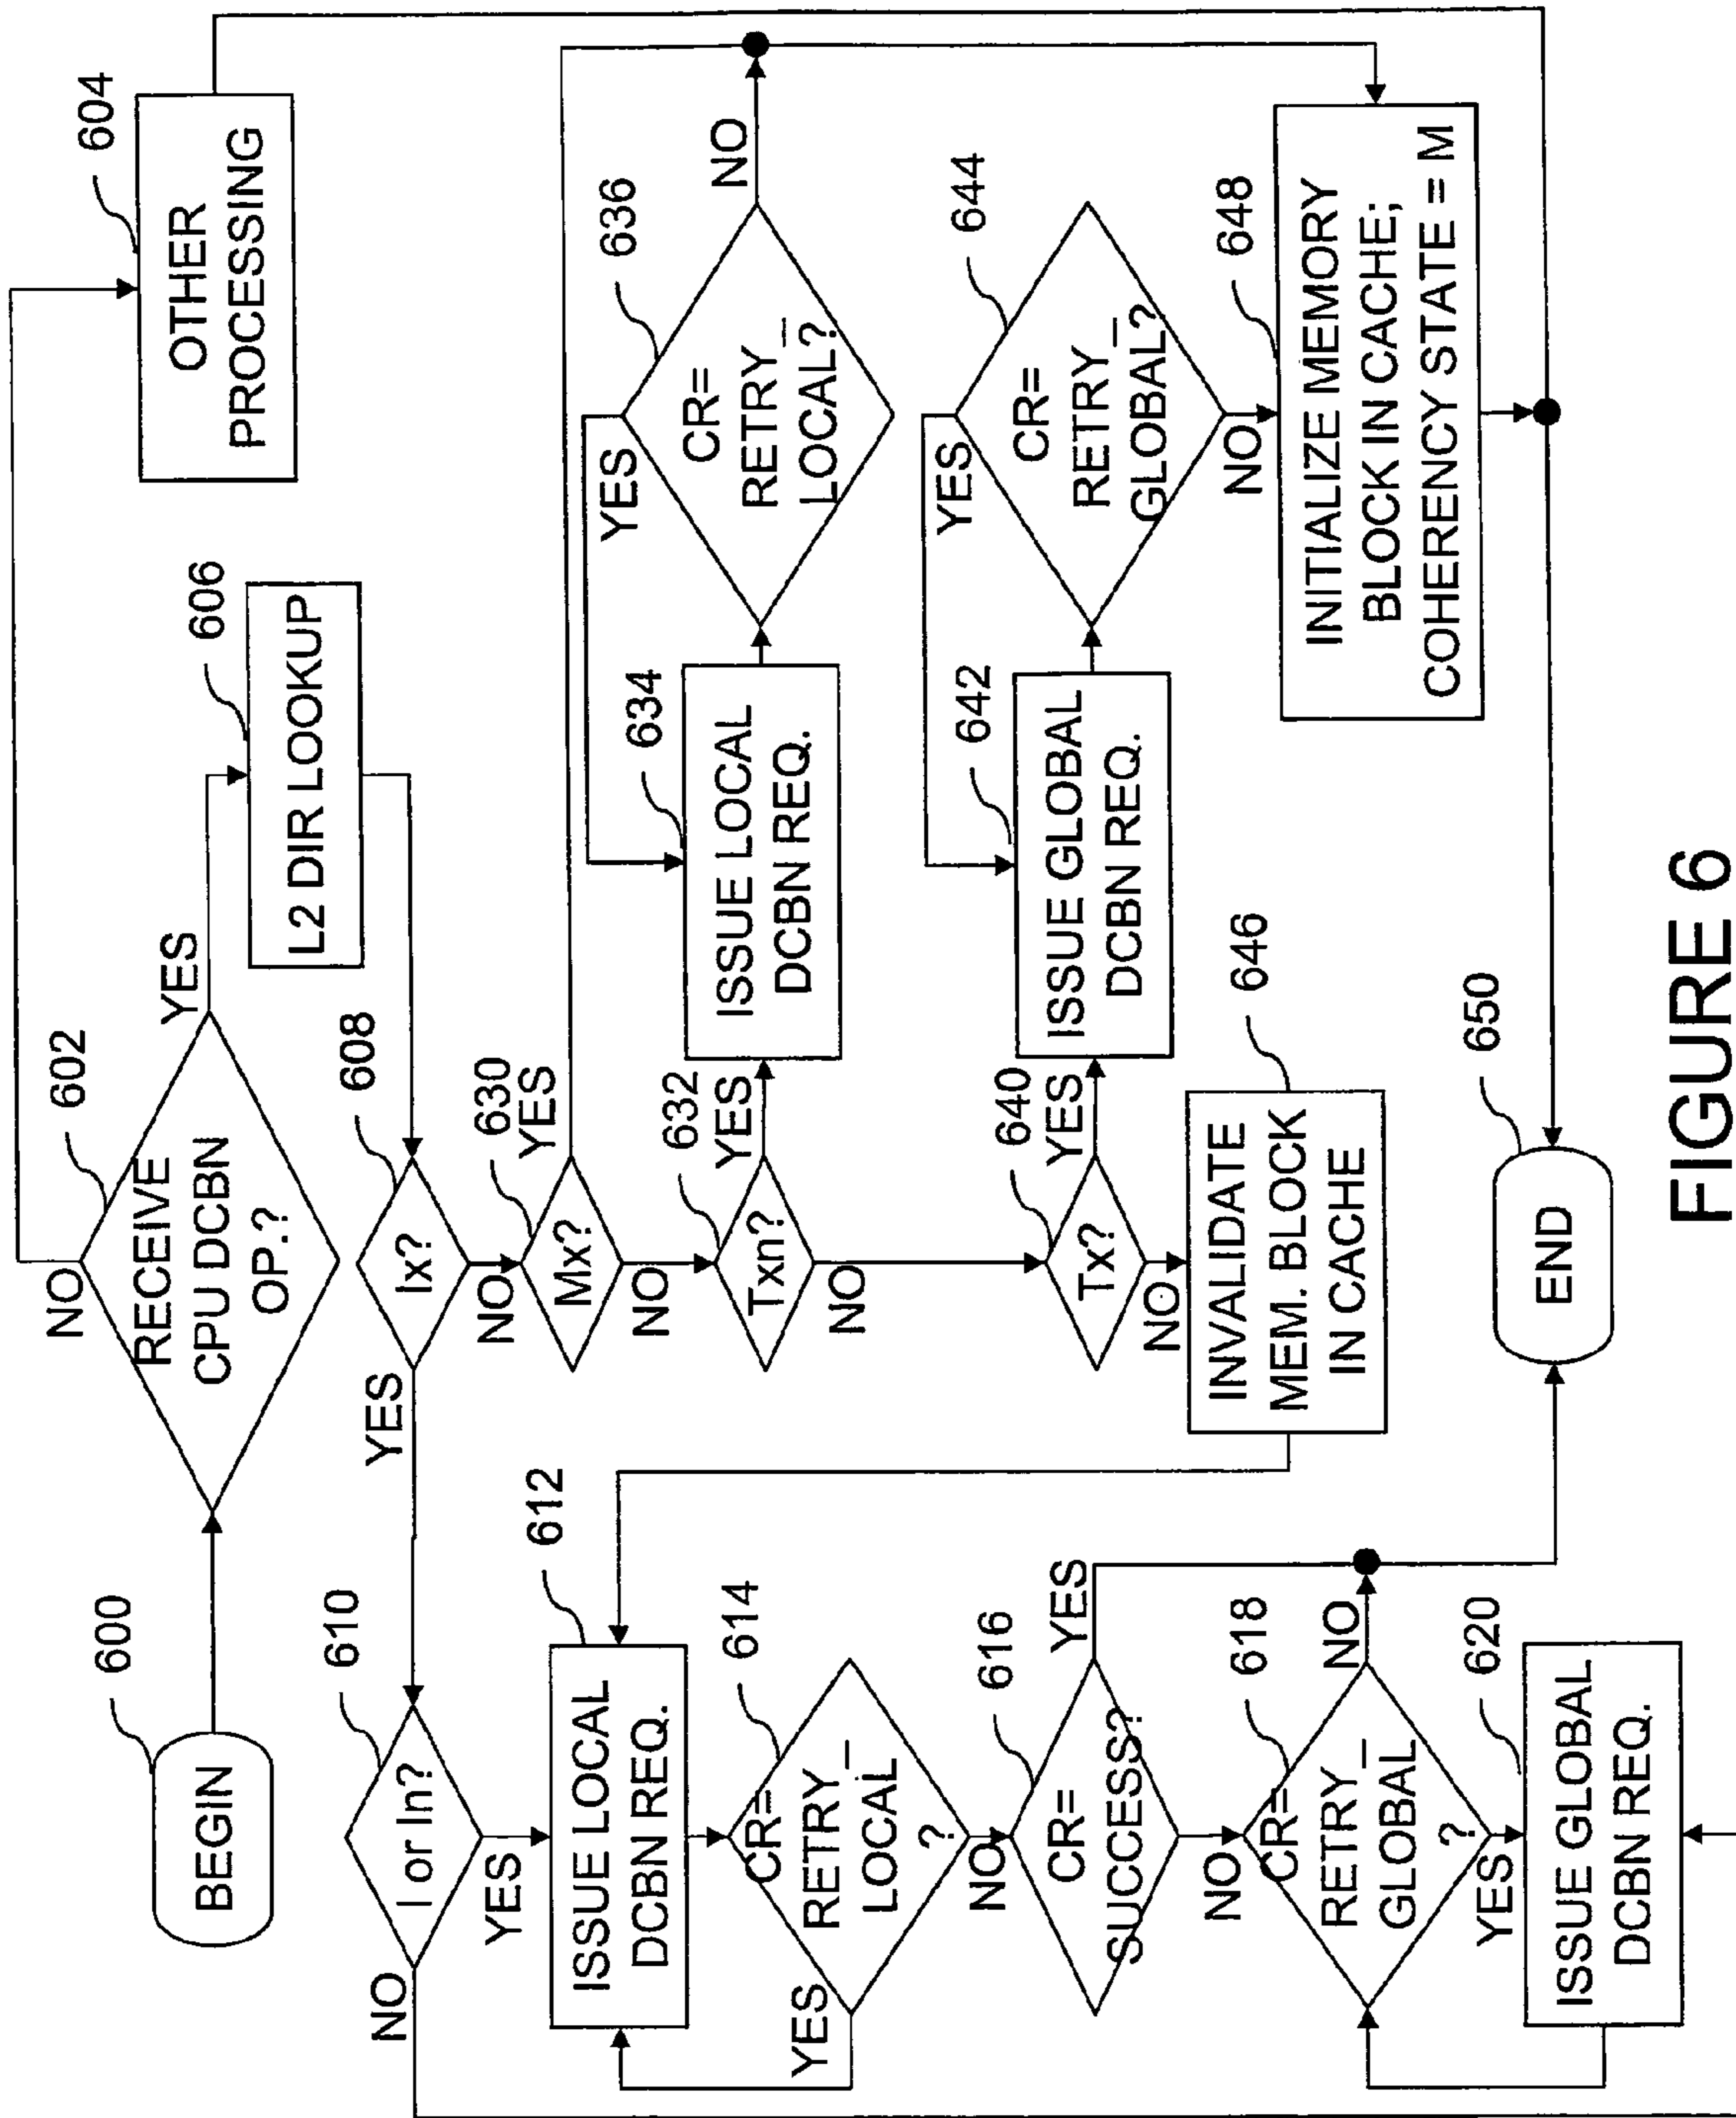 600
BEGIN
602
RECEIVE
CPU DCBN
OP.?
NO
YES
604
OTHER
PROCESSING
606
L2 DIR LOOKUP
608
Ix?
YES
NO
610
I or In?
NO
YES
612
ISSUE LOCAL
DCBN REQ.
614
CR=
RETRY_
LOCAL
?
YES
NO
616
CR=
SUCCESS?
YES
NO
618
CR=
RETRY_
GLOBAL
?
NO
YES
620
ISSUE GLOBAL
DCBN REQ.
630
Mx?
YES
NO
632
Txn?
YES
NO
634
ISSUE LOCAL
DCBN REQ.
636
CR=
RETRY_
LOCAL?
YES
NO
640
Tx?
YES
NO
642
ISSUE GLOBAL
DCBN REQ.
644
CR=
RETRY_
GLOBAL?
YES
NO
646
INVALIDATE
MEM. BLOCK
IN CACHE
648
INITIALIZE MEMORY
BLOCK IN CACHE;
COHERENCY STATE = M
650
END
FIGURE 6